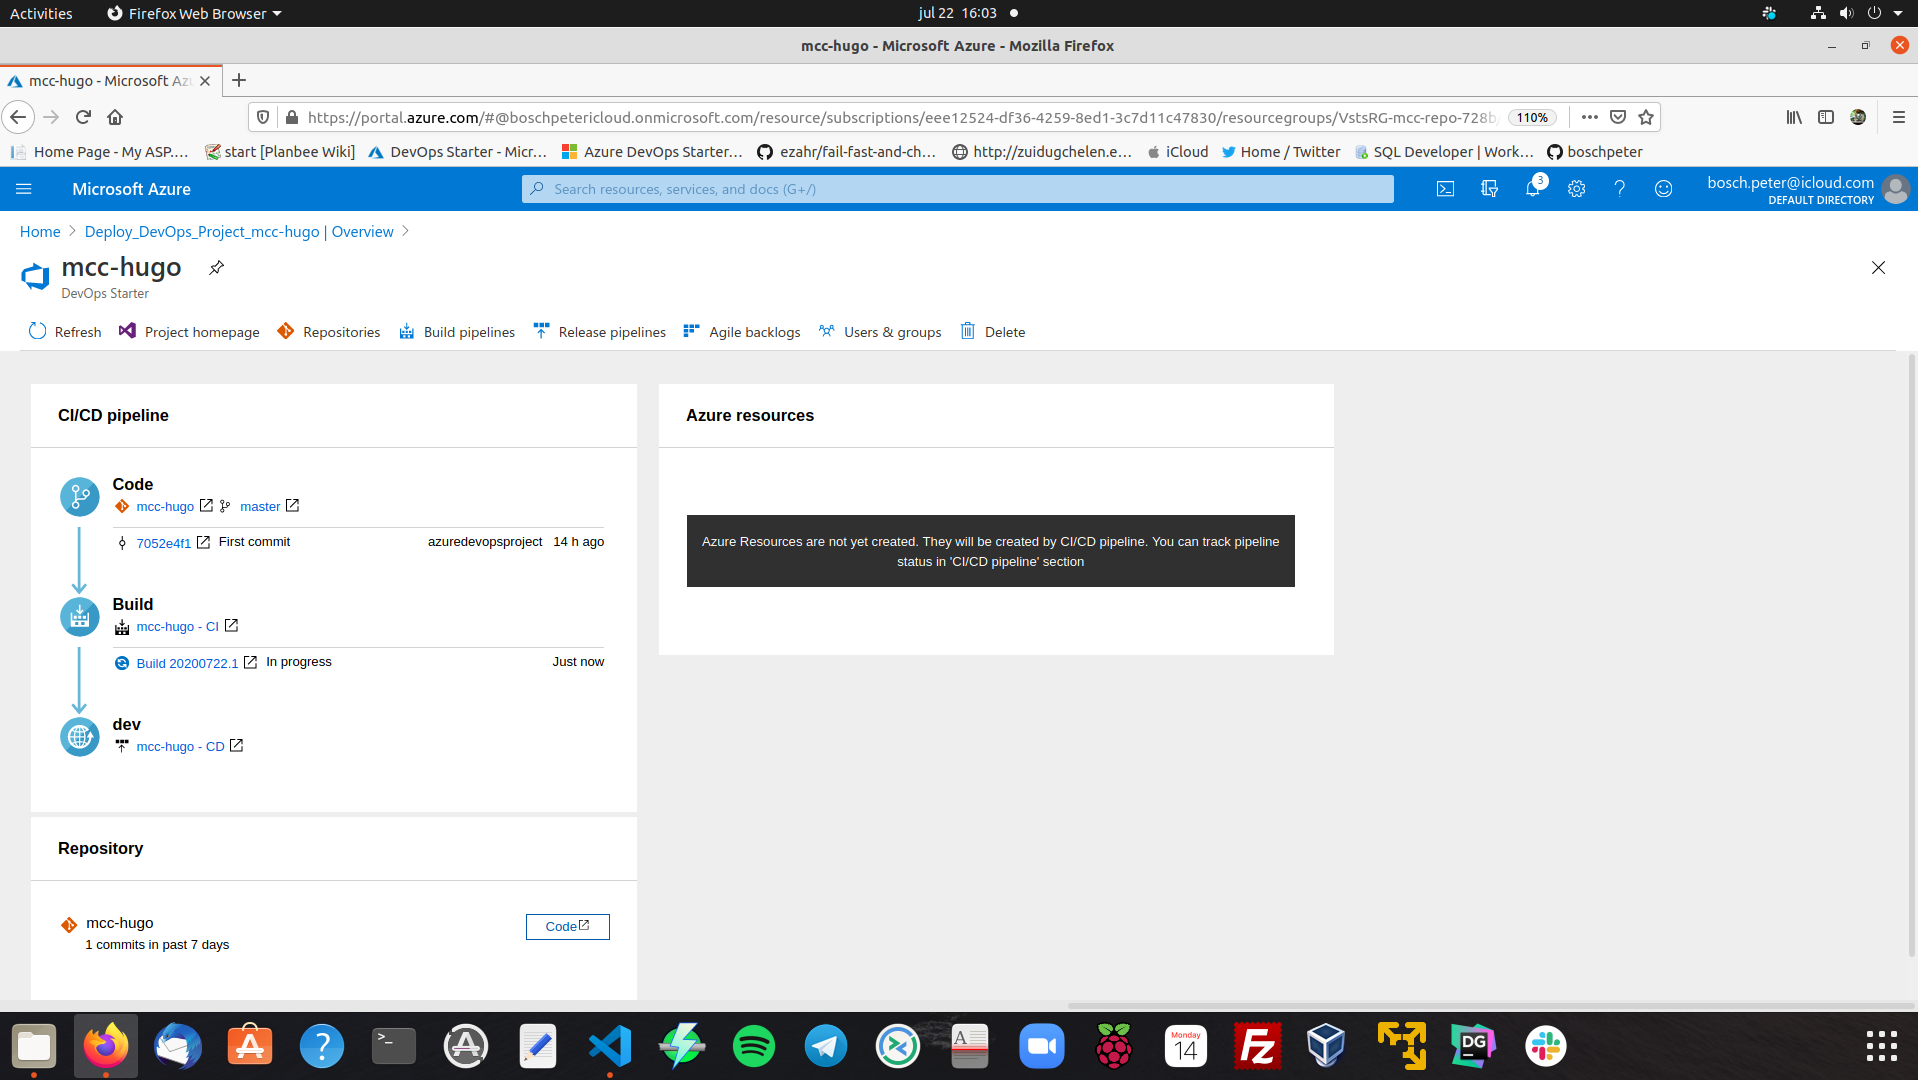 Activities Firefox Web Browser jul 22 16:03
mcc-hugo - Microsoft Azure - Mozilla Firefox
mcc-hugo - Microsoft Azu
https://portal.azure.com/#@boschpetericloud.onmicrosoft.com/resource/subscriptions/eee12524-df36-4259-8ed1-3c7d11c47830/resourcegroups/VstsRG-mcc-repo-728b/ 110%
Home Page - My ASP.… start [Planbee Wiki] DevOps Starter - Micr… Azure DevOps Starter… ezahr/fail-fast-and-ch… http://zuidugchelen.e… iCloud Home / Twitter SQL Developer | Work… boschpeter
Microsoft Azure Search resources, services, and docs (G+/) 3 bosch.peter@icloud.com
DEFAULT DIRECTORY
Home Deploy_DevOps_Project_mcc-hugo | Overview
mcc-hugo
DevOps Starter
Refresh Project homepage Repositories Build pipelines Release pipelines Agile backlogs Users & groups Delete
CI/CD pipeline
Code
mcc-hugo master
7052e4f1 First commit azuredevopsproject 14 h ago
Build
mcc-hugo - CI
Build 20200722.1 In progress Just now
dev
mcc-hugo - CD
Azure resources
Azure Resources are not yet created. They will be created by CI/CD pipeline. You can track pipeline
status in 'CI/CD pipeline' section
Repository
mcc-hugo Code
1 commits in past 7 days
Monday
14
A
FZ
DG